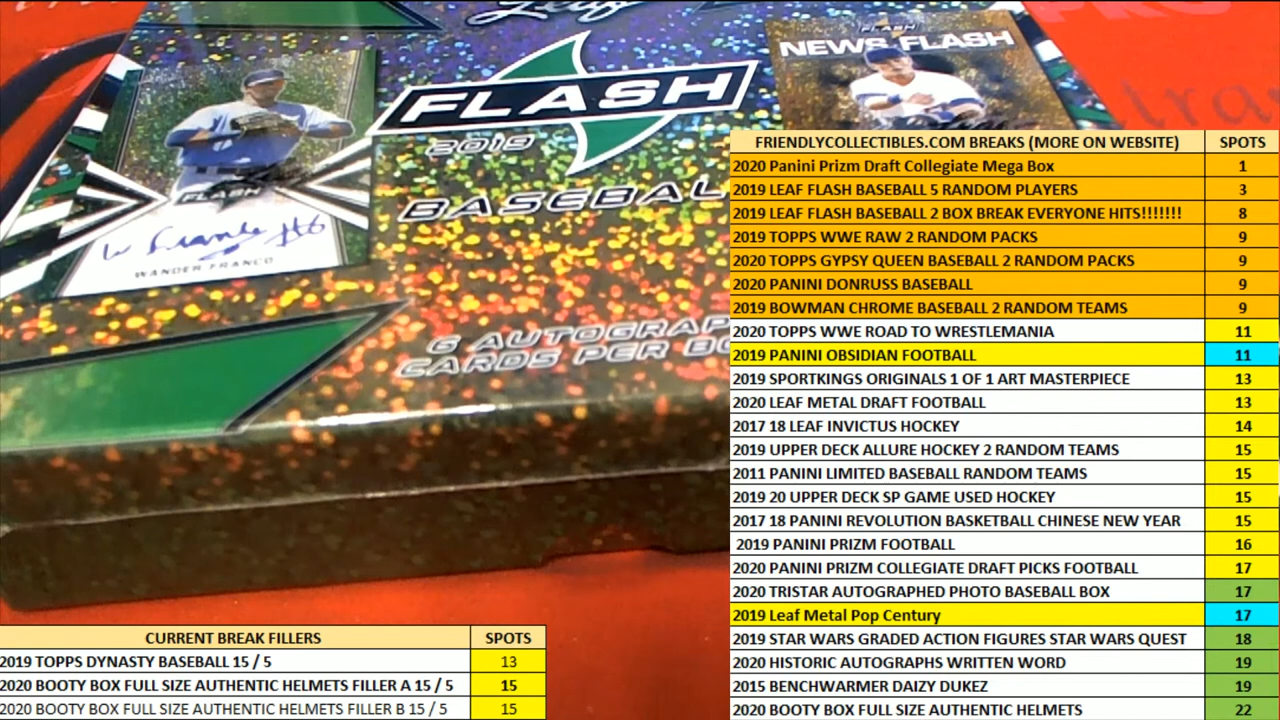 Leaf
FLASH
2019
BASEBAL
6 AUTOGRAP
CARDS PER BO
FLASH
WANDER FRANCO
NEWS FLASH
FRIENDLYCOLLECTIBLES.COM BREAKS (MORE ON WEBSITE) SPOTS
2020 Panini Prizm Draft Collegiate Mega Box 1
2019 LEAF FLASH BASEBALL 5 RANDOM PLAYERS 3
2019 LEAF FLASH BASEBALL 2 BOX BREAK EVERYONE HITS!!!!!!! 8
2019 TOPPS WWE RAW 2 RANDOM PACKS 9
2020 TOPPS GYPSY QUEEN BASEBALL 2 RANDOM PACKS 9
2020 PANINI DONRUSS BASEBALL 9
2019 BOWMAN CHROME BASEBALL 2 RANDOM TEAMS 9
2020 TOPPS WWE ROAD TO WRESTLEMANIA 11
2019 PANINI OBSIDIAN FOOTBALL 11
2019 SPORTKINGS ORIGINALS 1 OF 1 ART MASTERPIECE 13
2020 LEAF METAL DRAFT FOOTBALL 13
2017 18 LEAF INVICTUS HOCKEY 14
2019 UPPER DECK ALLURE HOCKEY 2 RANDOM TEAMS 15
2011 PANINI LIMITED BASEBALL RANDOM TEAMS 15
2019 20 UPPER DECK SP GAME USED HOCKEY 15
2017 18 PANINI REVOLUTION BASKETBALL CHINESE NEW YEAR 15
2019 PANINI PRIZM FOOTBALL 16
2020 PANINI PRIZM COLLEGIATE DRAFT PICKS FOOTBALL 17
2020 TRISTAR AUTOGRAPHED PHOTO BASEBALL BOX 17
2019 Leaf Metal Pop Century 17
2019 STAR WARS GRADED ACTION FIGURES STAR WARS QUEST 18
2020 HISTORIC AUTOGRAPHS WRITTEN WORD 19
2015 BENCHWARMER DAIZY DUKEZ 19
2020 BOOTY BOX FULL SIZE AUTHENTIC HELMETS 22
CURRENT BREAK FILLERS SPOTS
2019 TOPPS DYNASTY BASEBALL 15 / 5 13
2020 BOOTY BOX FULL SIZE AUTHENTIC HELMETS FILLER A 15 / 5 15
2020 BOOTY BOX FULL SIZE AUTHENTIC HELMETS FILLER B 15 / 5 15